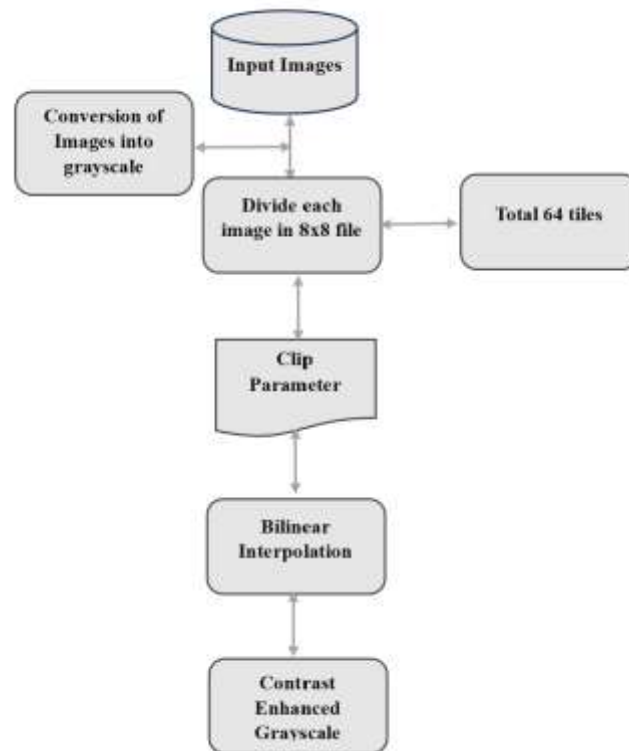 Input Images
Conversion of
Images into
grayscale
Divide each
image in 8x8 file
Total 64 tiles
Clip
Parameter
Bilinear
Interpolation
Contrast
Enhanced
Grayscale